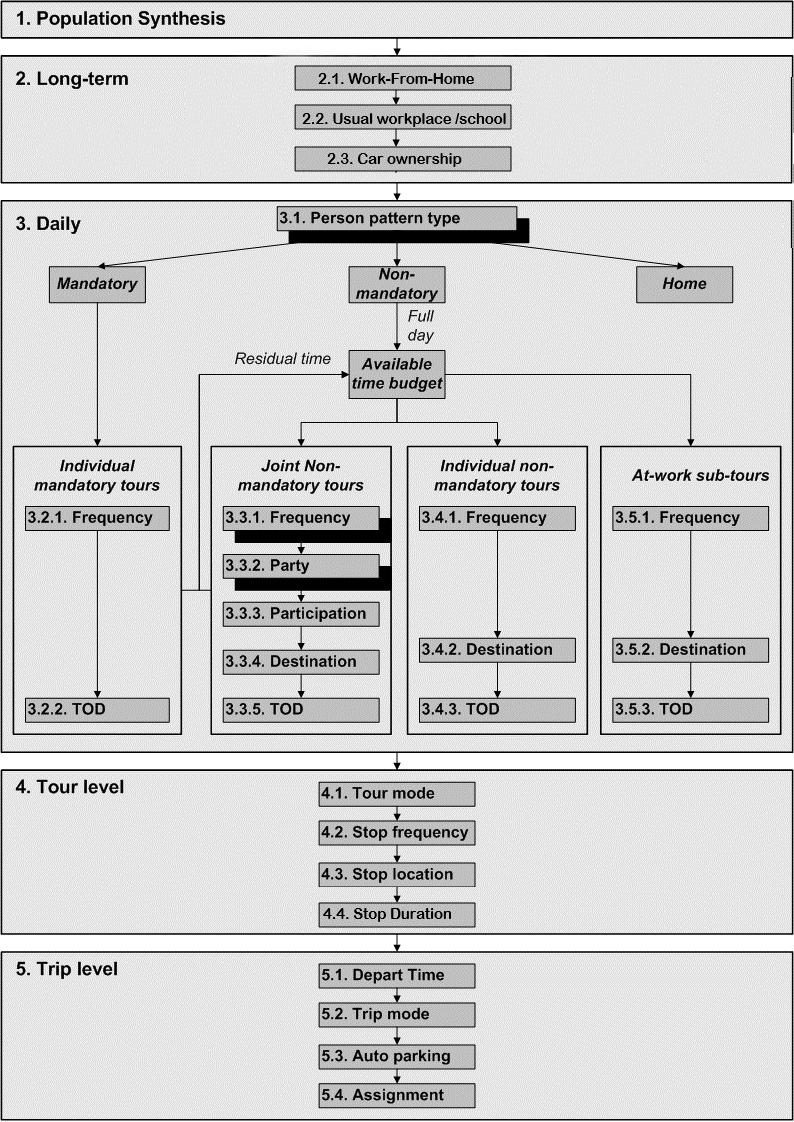 1. Population Synthesis
2. Long-term
2.1. Work-From-Home
2.2. Usual workplace /school
2.3. Car ownership
3. Daily
3.1. Person pattern type
Mandatory
Non-
mandatory
Home
Full
day
Residual time
Available
time budget
Individual
mandatory tours
3.2.1. Frequency
3.2.2. TOD
Joint Non-
mandatory tours
3.3.1. Frequency
3.3.2. Party
3.3.3. Participation
3.3.4. Destination
3.3.5. TOD
Individual non-
mandatory tours
3.4.1. Frequency
3.4.2. Destination
3.4.3. TOD
At-work sub-tours
3.5.1. Frequency
3.5.2. Destination
3.5.3. TOD
4. Tour level
4.1. Tour mode
4.2. Stop frequency
4.3. Stop location
4.4. Stop Duration
5. Trip level
5.1. Depart Time
5.2. Trip mode
5.3. Auto parking
5.4. Assignment